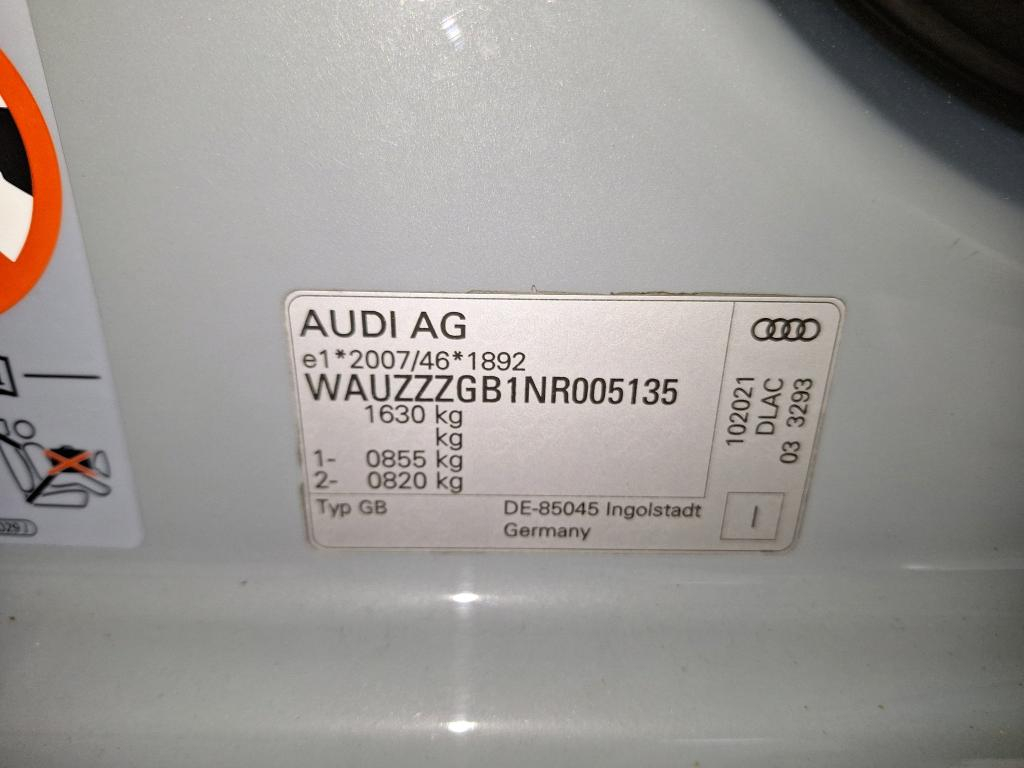 AUDI AG
e1*2007/46*1892
WAUZZZGB1NR005135
1630 kg
kg
1- 0855 kg
2- 0820 kg
Typ GB
DE-85045 Ingolstadt
Germany
102021
DLAC
03 3293